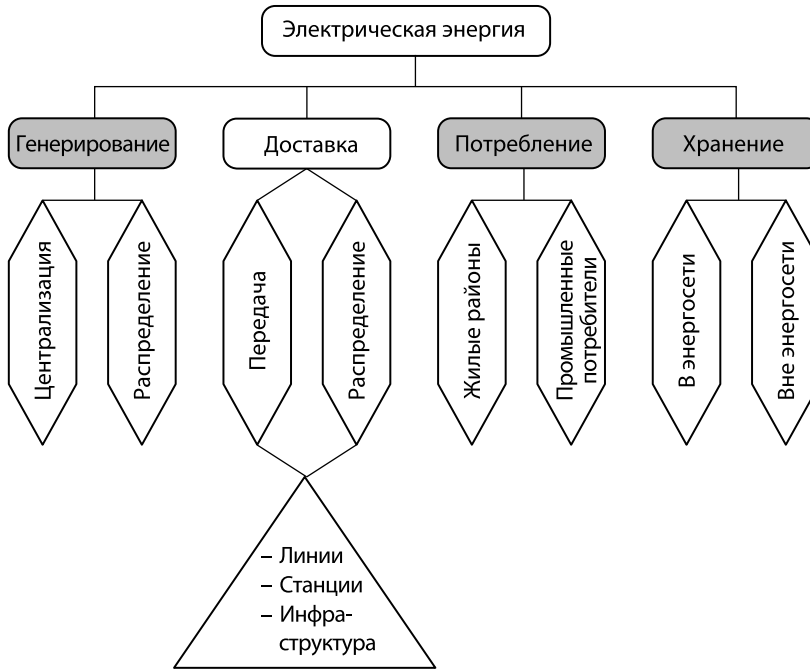 Электрическая энергия
Генерирование
Доставка
Потребление
Хранение
Централизация
Распределение
Передача
Распределение
Жилые районы
Промышленные
потребители
В энергосети
Вне энергосети
– Линии
– Станции
– Инфра-
структура